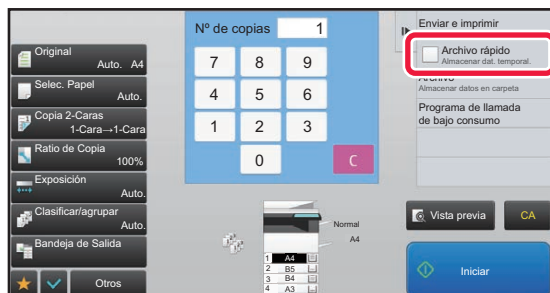 Nº de copias 1
7 8 9
4 5 6
1 2 3
0 C
Original
Auto. A4
Selec. Papel
Auto.
Copia 2-Caras
1-Cara→1-Cara
Ratio de Copia
100%
Exposición
Auto.
Clasificar/agrupar
Auto.
Bandeja de Salida
Otros
Normal
A4
1 A4
2 B5
3 B4
4 A3
Enviar e imprimir
Archivo rápido
Almacenar dat. temporal.
Archivo
Almacenar datos en carpeta
Programa de llamada
de bajo consumo
Vista previa
CA
Iniciar